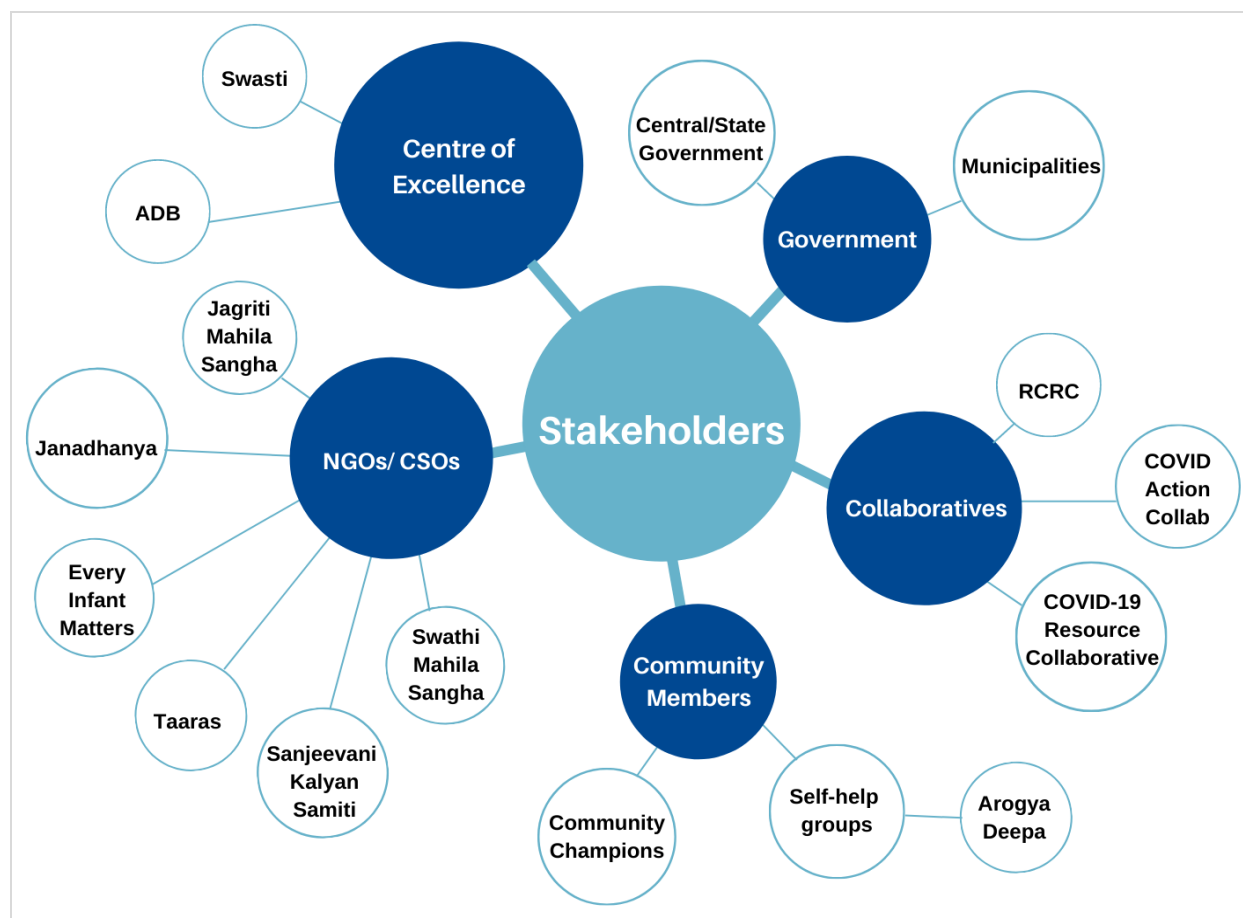 Swasti
Centre of
Excellence
ADB
Central/State
Government
Municipalities
Government
Jagriti
Mahila
Sangha
Janadhanya
NGOs/ CSOs
Every
Infant
Matters
Taaras
Sanjeevani
Kalyan
Samiti
Swathi
Mahila
Sangha
Stakeholders
RCRC
Collaboratives
COVID
Action
Collab
COVID-19
Resource
Collaborative
Community
Members
Community
Champions
Self-help
groups
Arogya
Deepa